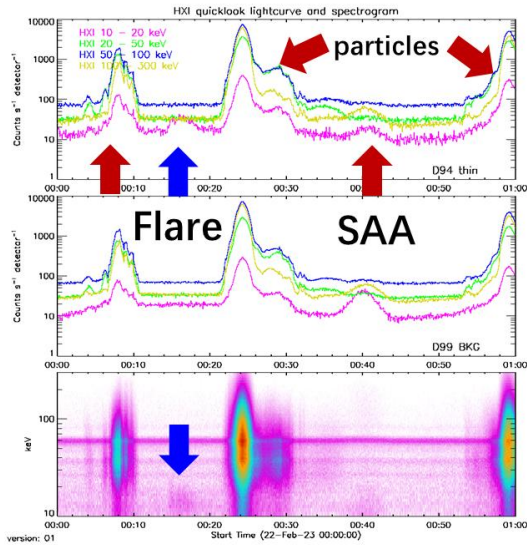 HXI quicklook lightcurve and spectrogram
10000
1000
100
10
1
Counts s⁻¹ detector⁻¹
HXI 10 - 20 keV
HXI 20 - 50 keV
HXI 50 - 100 keV
- 300 keV
particles
D94 thin
00:00 00:10 00:20 00:30 00:40 00:50 01:00
10000
1000
100
10
1
Counts s⁻¹ detector⁻¹
Flare
SAA
D99 BKG
00:00 00:10 00:20 00:30 00:40 00:50 01:00
100
10
keV
00:00 00:10 00:20 00:30 00:40 00:50 01:00
Start Time (22-Feb-23 00:00:00)
version: 01